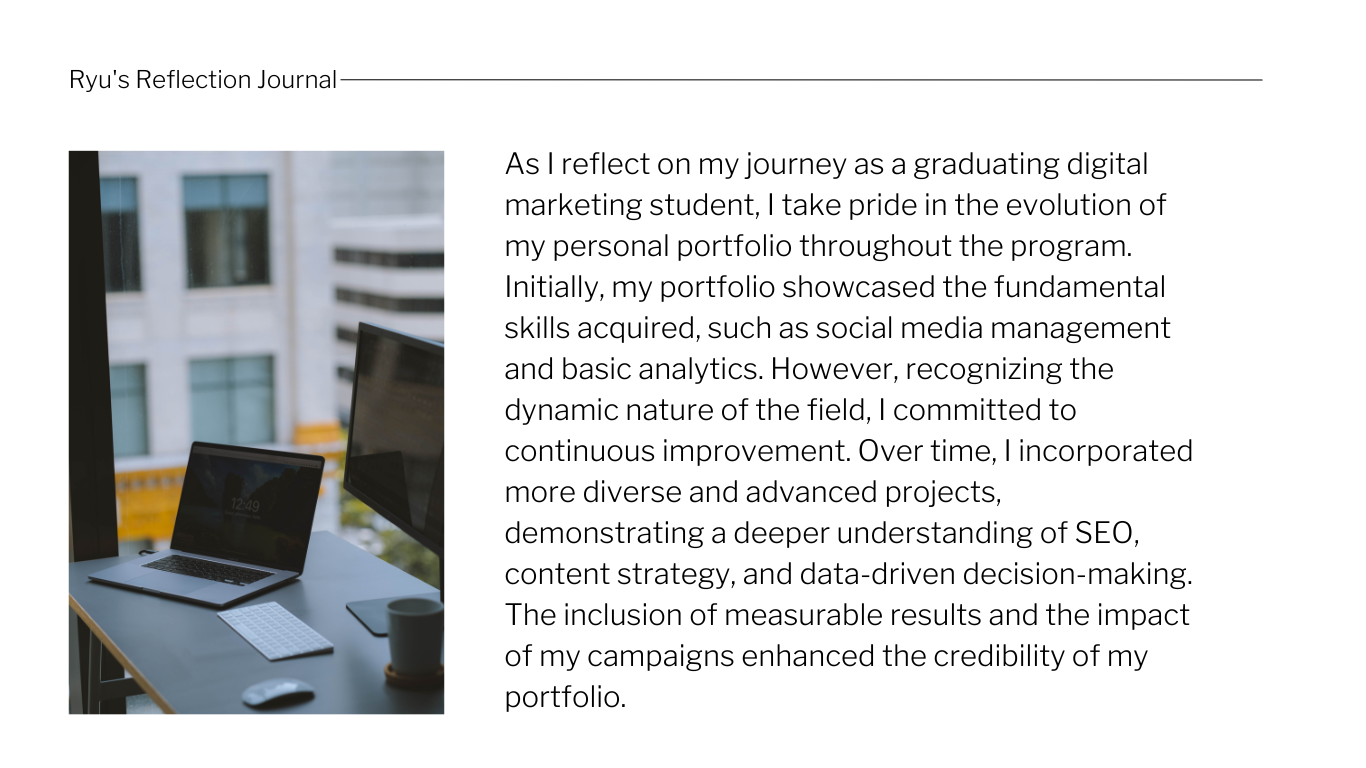 Ryu's Reflection Journal
As I reflect on my journey as a graduating digital
marketing student, I take pride in the evolution of
my personal portfolio throughout the program.
Initially, my portfolio showcased the fundamental
skills acquired, such as social media management
and basic analytics. However, recognizing the
dynamic nature of the field, I committed to
continuous improvement. Over time, I incorporated
more diverse and advanced projects,
demonstrating a deeper understanding of SEO,
content strategy, and data-driven decision-making.
The inclusion of measurable results and the impact
of my campaigns enhanced the credibility of my
portfolio.
12:49